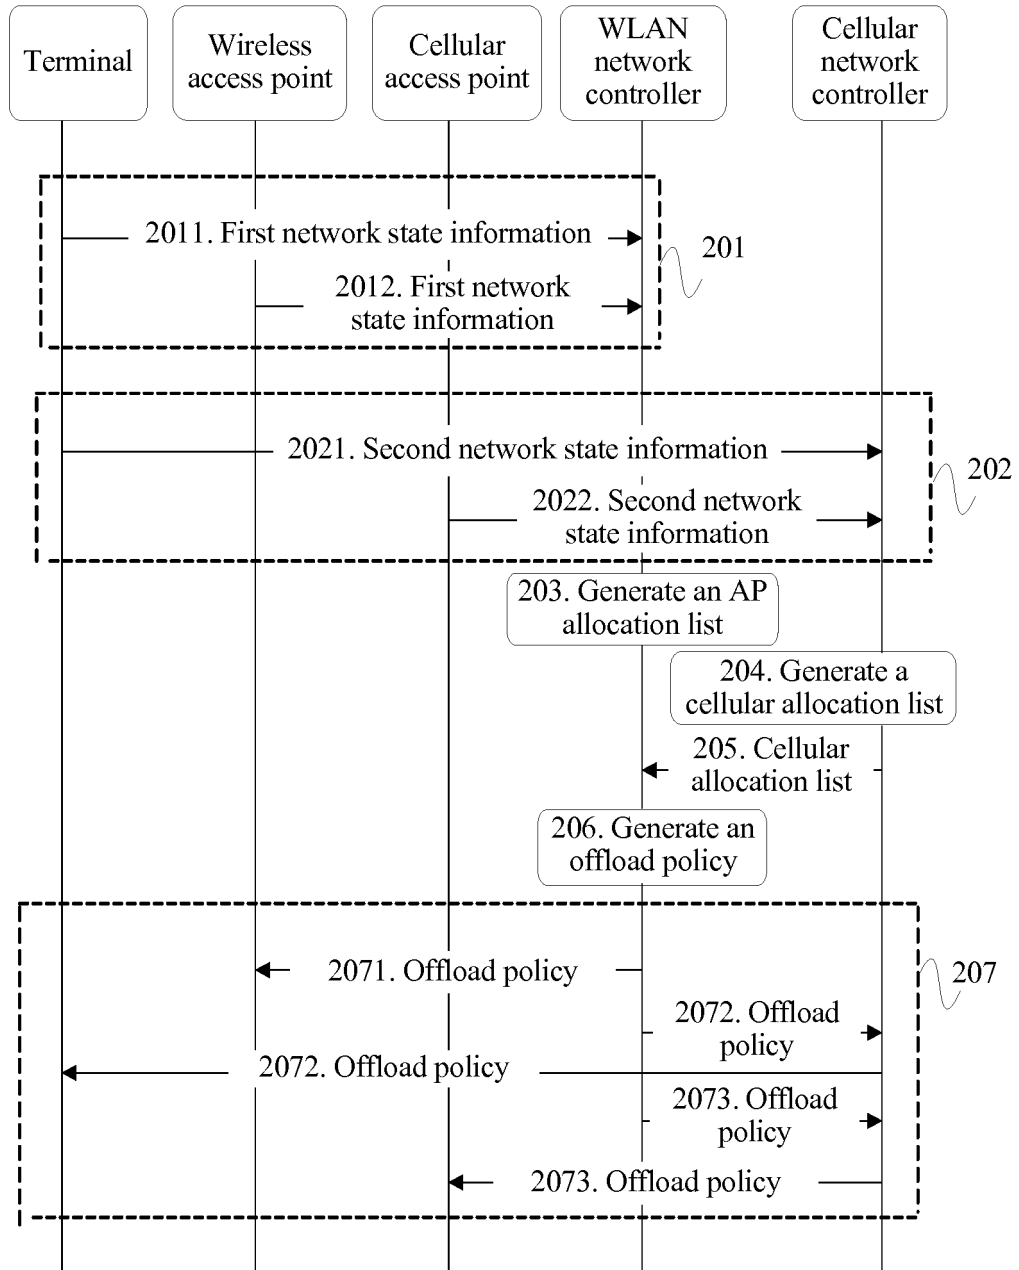 Terminal
Wireless
access point
Cellular
access point
WLAN
network
controller
Cellular
network
controller
2011. First network state information
201
2012. First network
state information
2021. Second network state information
202
2022. Second network
state information
203. Generate an AP
allocation list
204. Generate a
cellular allocation list
205. Cellular
allocation list
206. Generate an
offload policy
2071. Offload policy
207
2072. Offload
policy
2072. Offload policy
2073. Offload
policy
2073. Offload policy